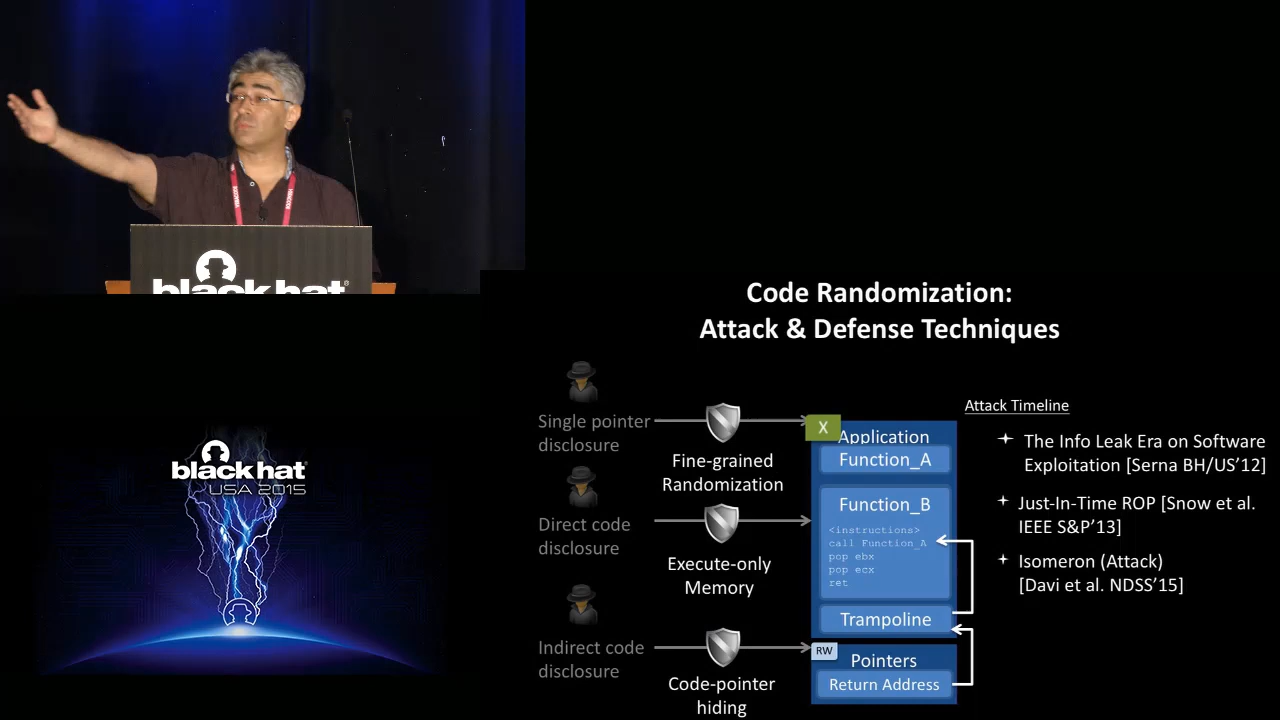 black hat
Code Randomization:
Attack & Defense Techniques
Single pointer
disclosure
Fine-grained
Randomization
Direct code
disclosure
Execute-only
Memory
Indirect code
disclosure
Code-pointer
hiding
X
Application
Function_A
Function_B
<instructions>
call Function_A
pop ebx
pop ecx
ret
Trampoline
RW
Pointers
Return Address
Attack Timeline
The Info Leak Era on Software
Exploitation [Serna BH/US’12]
Just-In-Time ROP [Snow et al.
IEEE S&P’13]
Isomeron (Attack)
[Davi et al. NDSS’15]
black hat
USA 2015